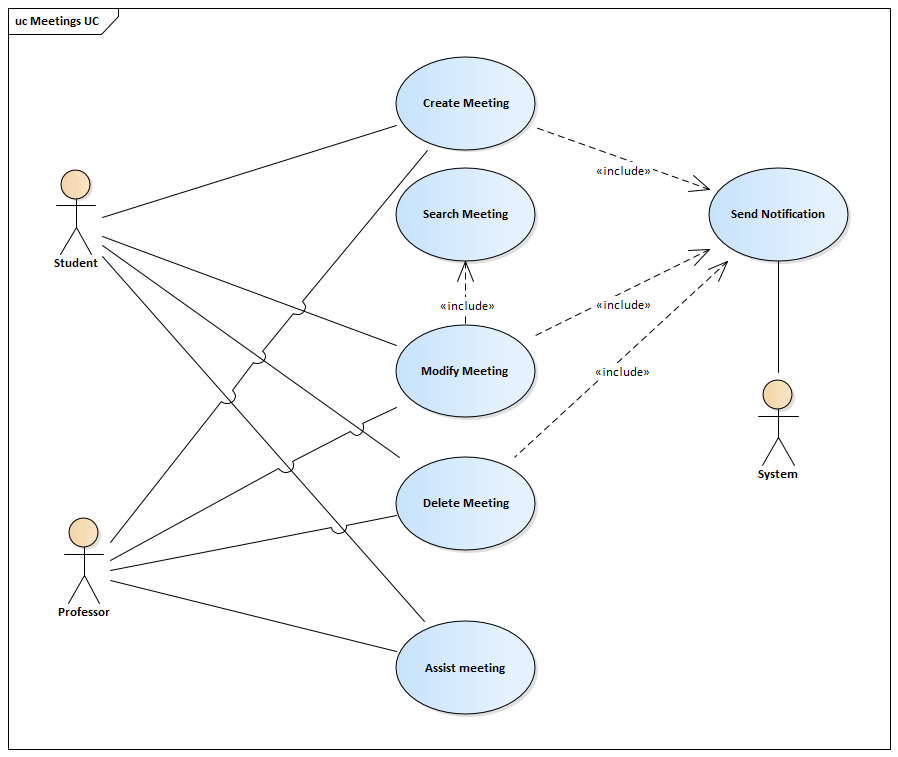 uc Meetings UC
Create Meeting
«include»
Student
Search Meeting
Send Notification
«include»
«include»
Modify Meeting
«include»
System
Delete Meeting
Professor
Assist meeting